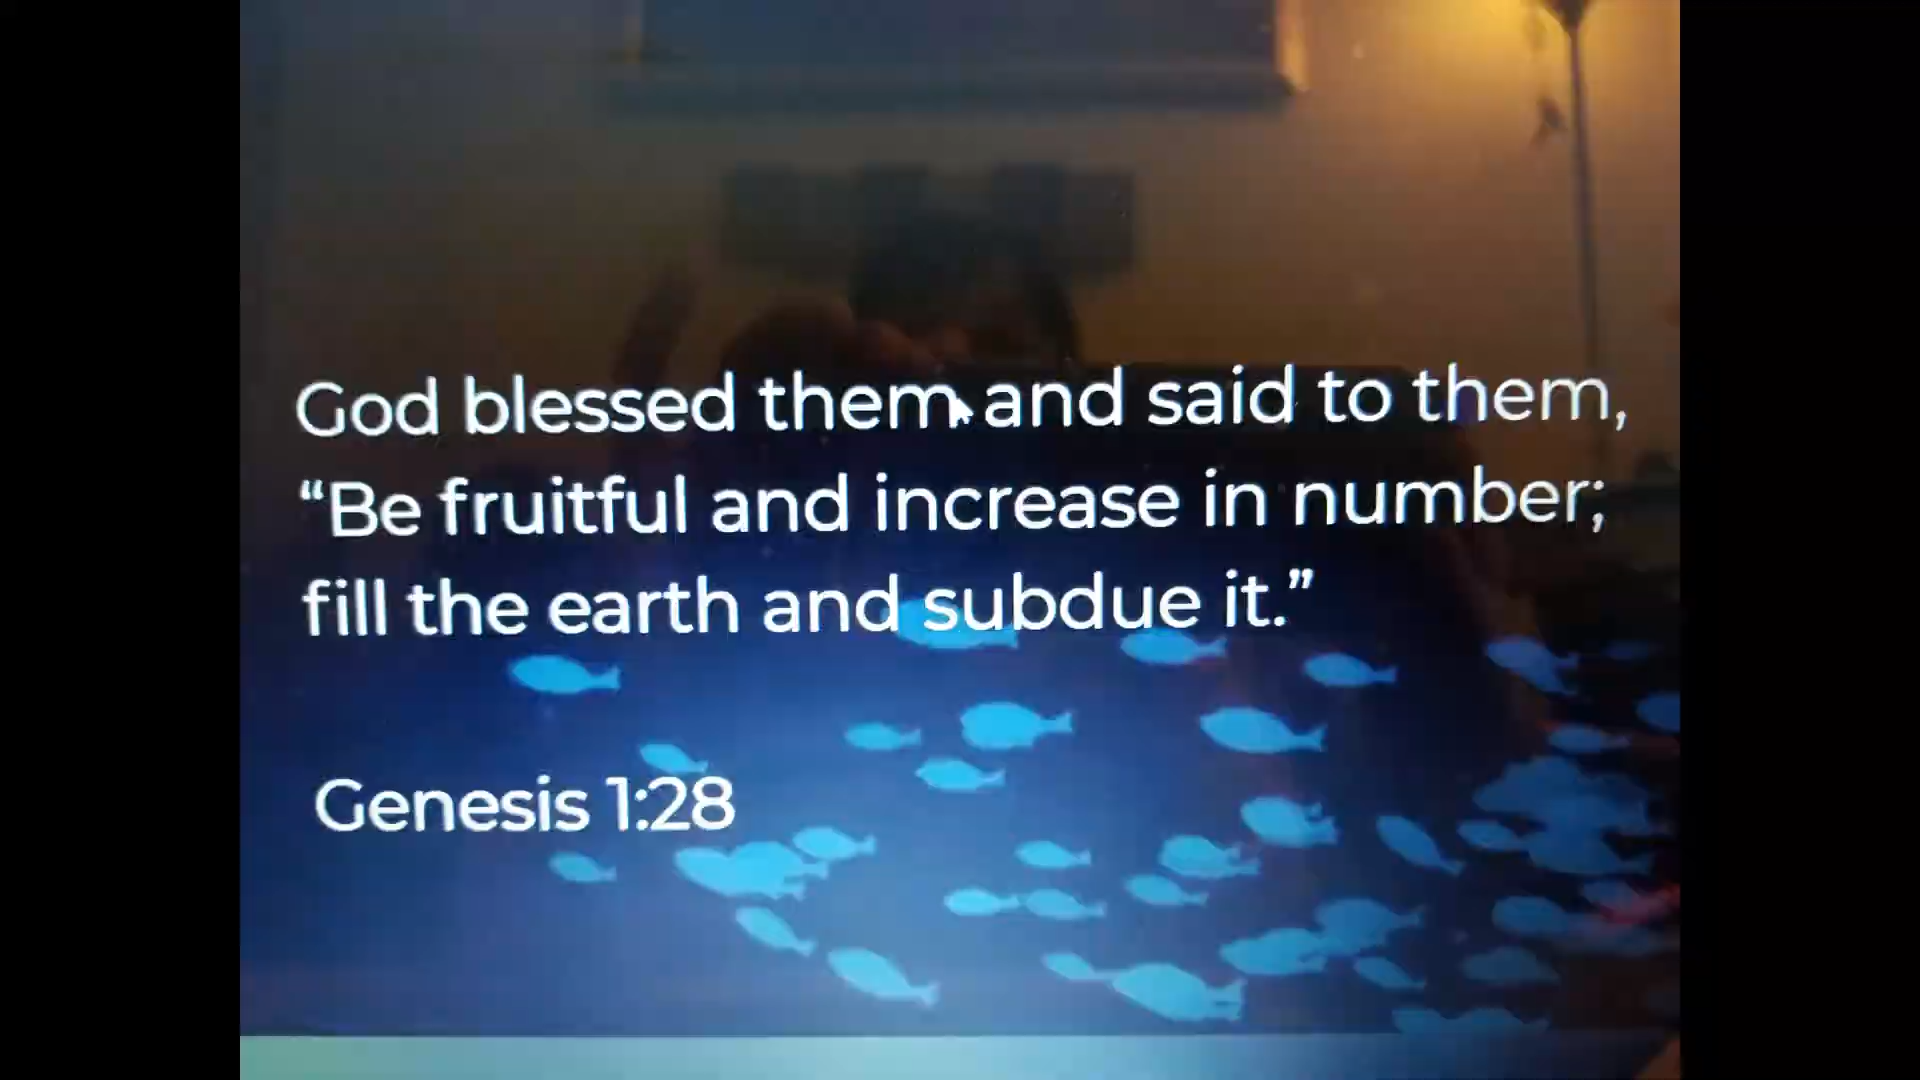 God blessed them and said to them,
“Be fruitful and increase in number;
fill the earth and subdue it.”
Genesis 1:28